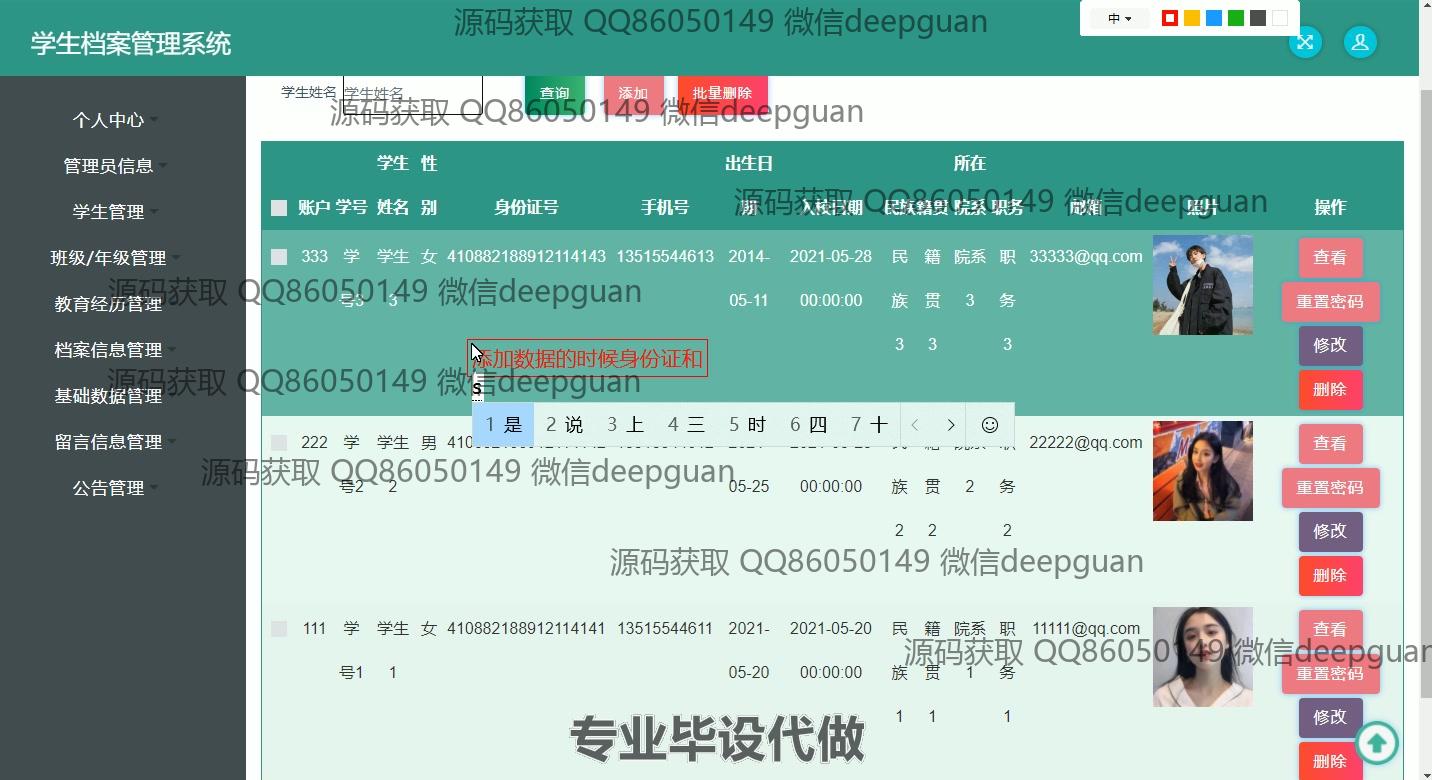 源码获取 QQ86050149 微信deepguan
中
学生档案管理系统
学生姓名 学生姓名 查询 添加 批量删除
源码获取 QQ86050149 微信deepguan
个人中心
管理员信息
学生管理
班级/年级管理
教育经历管理
档案信息管理
基础数据管理
留言信息管理
公告管理
账户 学号 学生姓名 性别 身份证号 手机号 出生日期 入校日期 民族 籍贯 所在院系 职务 邮箱 照片 操作
源码获取 QQ86050149 微信deepguan
333 学号3 学生3 女 410882188912114143 13515544613 2014-05-11 2021-05-28 00:00:00 民族3 籍贯3 院系3 职务3 33333@qq.com 查看
重置密码
修改
删除
源码获取 QQ86050149 微信deepguan
添加数据的时候身份证和
源码获取 QQ86050149 微信deepguan
s
1 是 2 说 3 上 4 三 5 时 6 四 7 十
222 学号2 学生2 男 05-25 00:00:00 民族2 籍贯2 院系2 职务2 22222@qq.com 查看
重置密码
修改
删除
源码获取 QQ86050149 微信deepguan
源码获取 QQ86050149 微信deepguan
111 学号1 学生1 女 410882188912114141 13515544611 2021-05-20 2021-05-20 00:00:00 民族1 籍贯1 院系1 职务1 11111@qq.com 查看
重置密码
修改
删除
源码获取 QQ86050149 微信deepguan
专业毕设代做